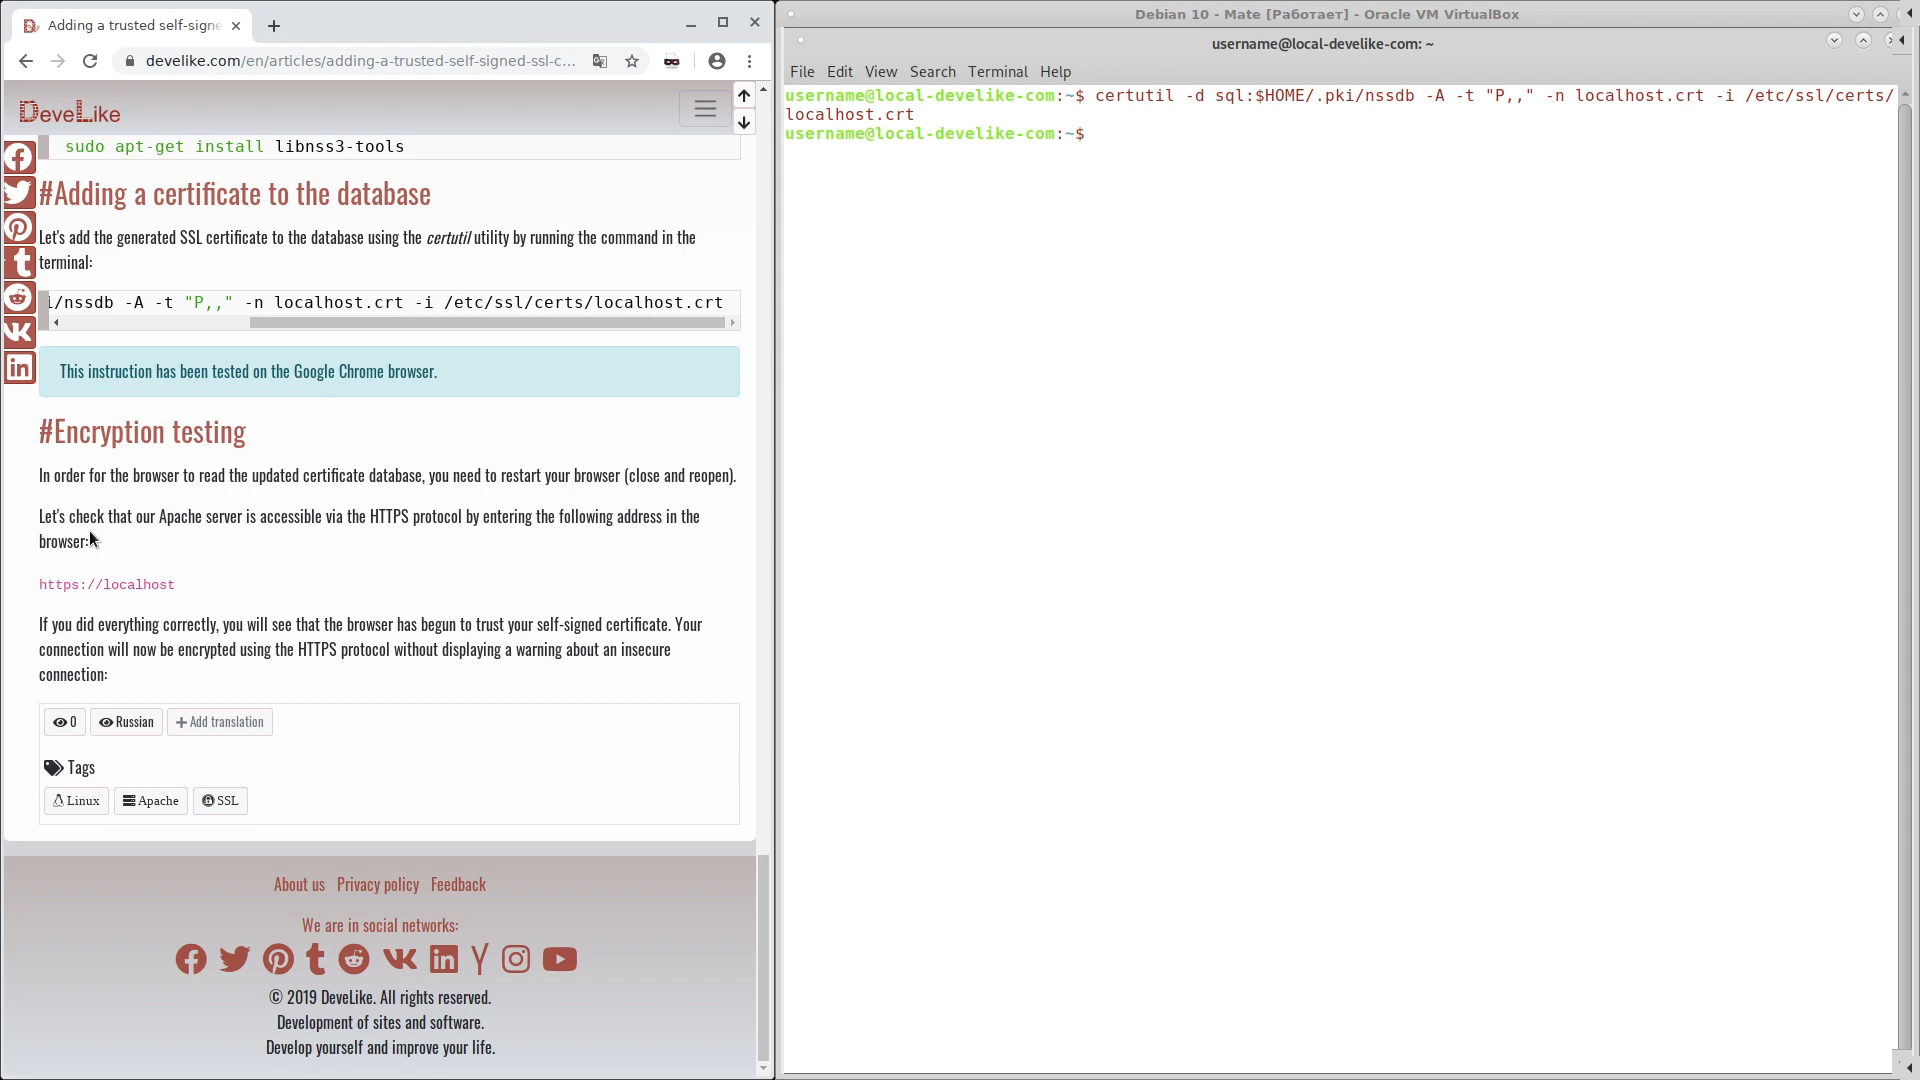 Adding a trusted self-signe
develike.com/en/articles/adding-a-trusted-self-signed-ssl-c...
DeveLike
sudo apt-get install libnss3-tools
#Adding a certificate to the database
Let's add the generated SSL certificate to the database using the certutil utility by running the command in the
terminal:
i/nssdb -A -t "P,," -n localhost.crt -i /etc/ssl/certs/localhost.crt
This instruction has been tested on the Google Chrome browser.
#Encryption testing
In order for the browser to read the updated certificate database, you need to restart your browser (close and reopen).
Let's check that our Apache server is accessible via the HTTPS protocol by entering the following address in the
browser:
https://localhost
If you did everything correctly, you will see that the browser has begun to trust your self-signed certificate. Your
connection will now be encrypted using the HTTPS protocol without displaying a warning about an insecure
connection:
0 Russian + Add translation
Tags
Linux Apache SSL
About us Privacy policy Feedback
We are in social networks:
© 2019 DeveLike. All rights reserved.
Development of sites and software.
Develop yourself and improve your life.
Debian 10 - Mate [Работает] - Oracle VM VirtualBox
username@local-develike-com: ~
File Edit View Search Terminal Help
username@local-develike-com:~$ certutil -d sql:$HOME/.pki/nssdb -A -t "P,," -n localhost.crt -i /etc/ssl/certs/
localhost.crt
username@local-develike-com:~$